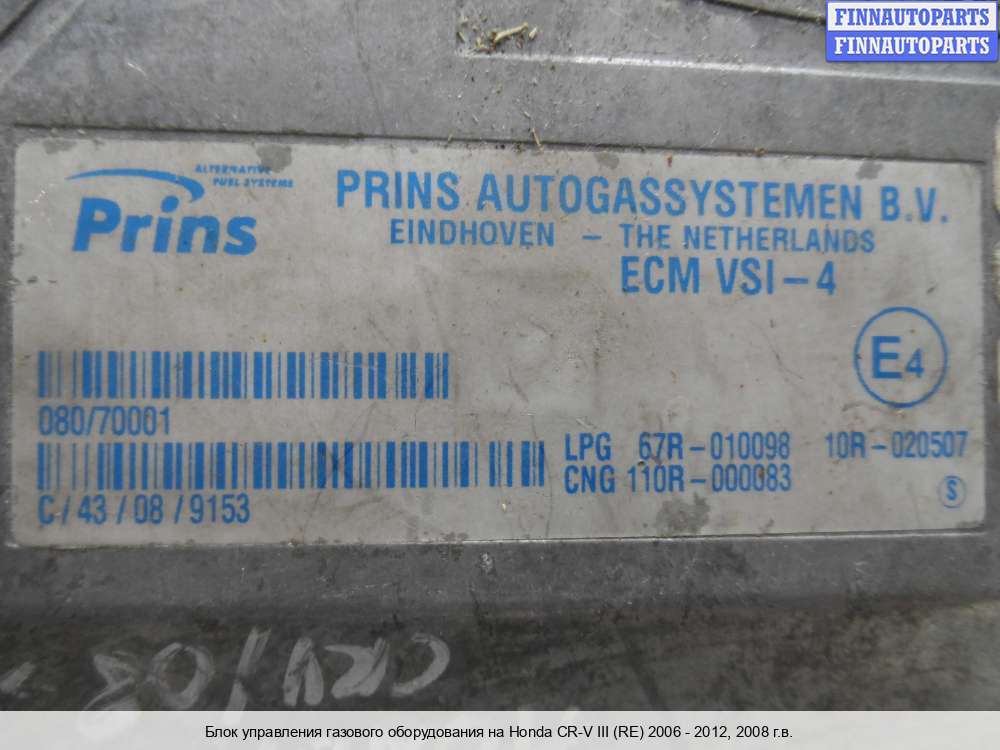 FINNAUTOPARTS
FINNAUTOPARTS
ALTERNATIVE
FUEL SYSTEMS
Prins
PRINS AUTOGASSYSTEMEN B.V.
EINDHOVEN - THE NETHERLANDS
ECM VSI-4
E4
080/70001
LPG 67R-010098 10R-020507
CNG 110R-000083
S
C/43/08/9153
CRV/08
Блок управления газового оборудования на Honda CR-V III (RE) 2006 - 2012, 2008 г.в.